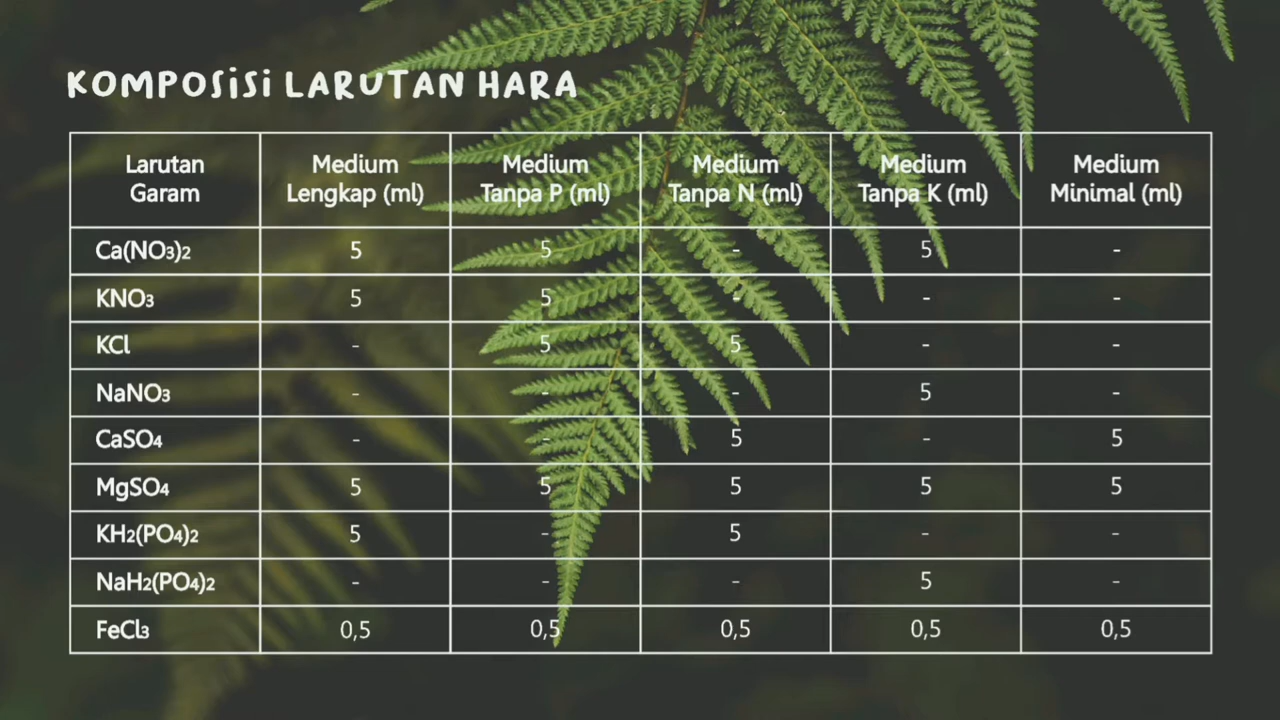 KOMPOSiSi LARUTAN HARA
Larutan Garam | Medium Lengkap (ml) | Medium Tanpa P (ml) | Medium Tanpa N (ml) | Medium Tanpa K (ml) | Medium Minimal (ml)
Ca(NO3)2 | 5 | 5 | - | 5 | -
KNO3 | 5 | 5 | - | - | -
KCl | - | 5 | 5 | - | -
NaNO3 | - | - | - | 5 | -
CaSO4 | - | - | 5 | - | 5
MgSO4 | 5 | 5 | 5 | 5 | 5
KH2(PO4)2 | 5 | - | 5 | - | -
NaH2(PO4)2 | - | - | - | 5 | -
FeCl3 | 0,5 | 0,5 | 0,5 | 0,5 | 0,5